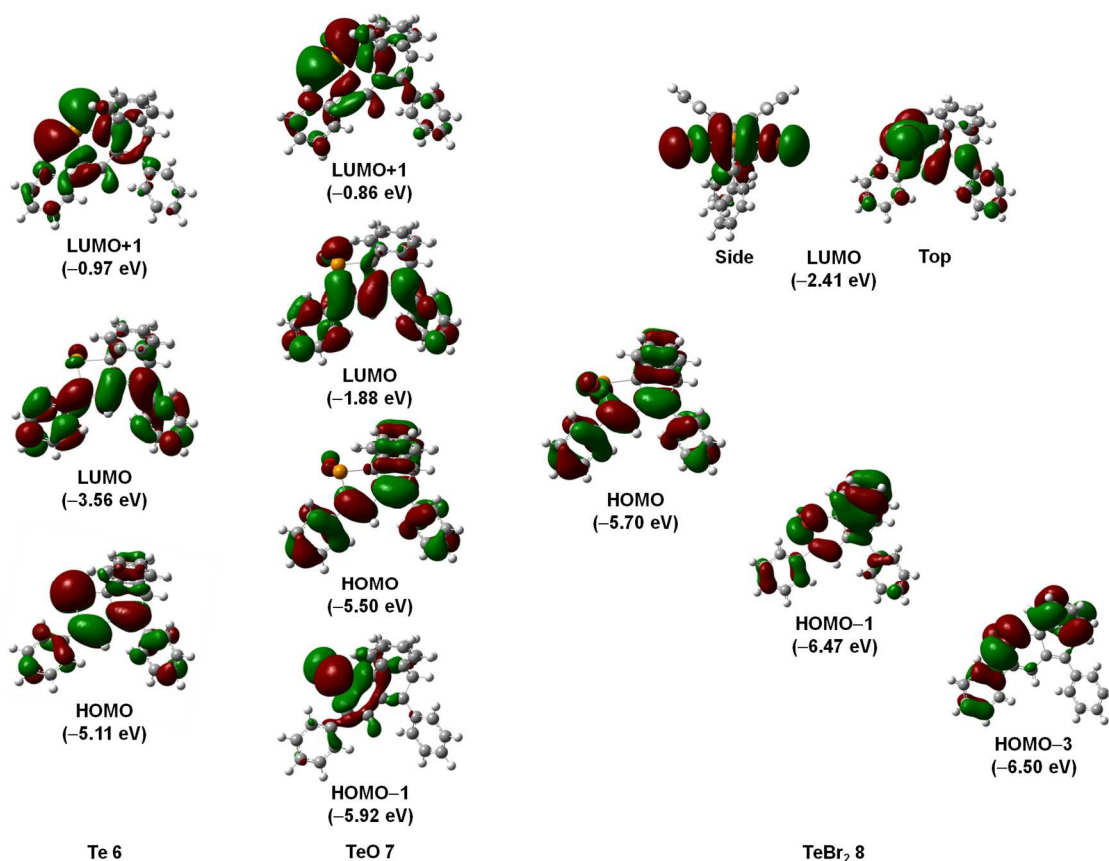 LUMO+1
(−0.97 eV)
LUMO
(−3.56 eV)
HOMO
(−5.11 eV)
Te 6
LUMO+1
(−0.86 eV)
LUMO
(−1.88 eV)
HOMO
(−5.50 eV)
HOMO−1
(−5.92 eV)
TeO 7
Side LUMO Top
(−2.41 eV)
HOMO
(−5.70 eV)
HOMO−1
(−6.47 eV)
HOMO−3
(−6.50 eV)
TeBr₂ 8